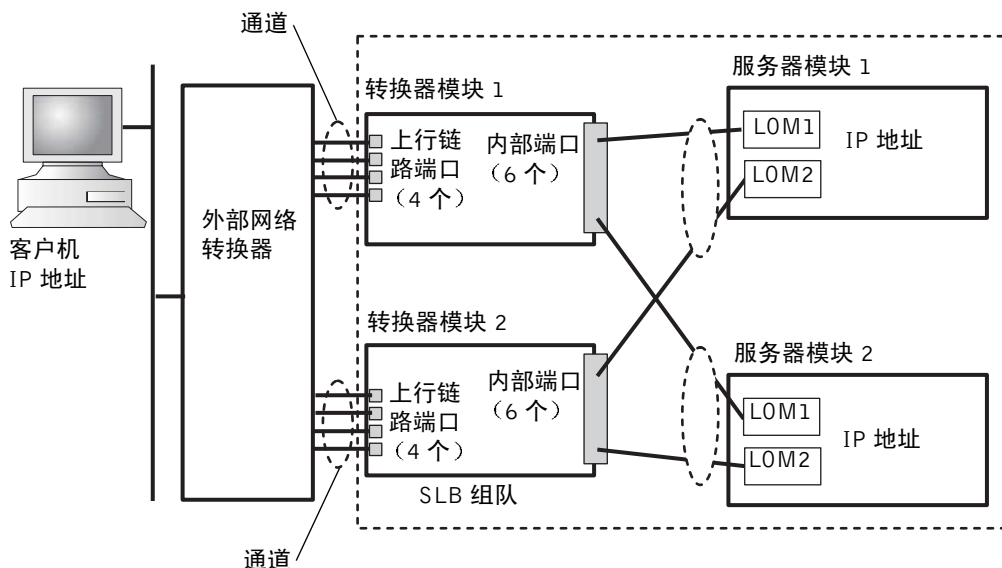 通道
服务器模块 1
转换器模块 1
LOM1
IP 地址
上行链
路端口
（4 个）
内部端口
（6 个）
LOM2
外部网络
转换器
客户机
IP 地址
转换器模块 2
服务器模块 2
上行链
路端口
（4 个）
内部端口
（6 个）
LOM1
IP 地址
LOM2
SLB 组队
通道